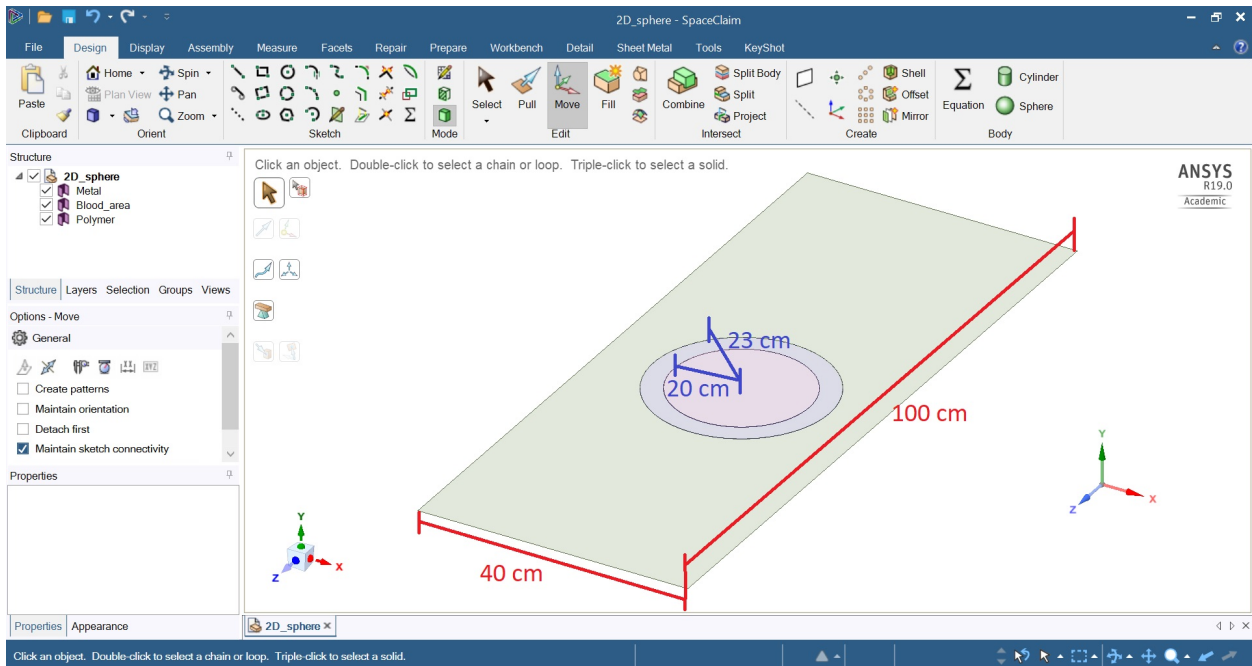 2D_sphere - SpaceClaim
File Design Display Assembly Measure Facets Repair Prepare Workbench Detail Sheet Metal Tools KeyShot
Paste
Clipboard
Home Spin
Plan View Pan
Zoom
Orient
Sketch
Mode
Select Pull Move Fill
Edit
Combine
Split Body
Split
Project
Intersect
Shell
Offset
Mirror
Create
Equation
Cylinder
Sphere
Body
Structure
2D_sphere
Metal
Blood_area
Polymer
Structure Layers Selection Groups Views
Options - Move
General
XYZ
Create patterns
Maintain orientation
Detach first
Maintain sketch connectivity
Properties
Properties Appearance
Click an object. Double-click to select a chain or loop. Triple-click to select a solid.
ANSYS
R19.0
Academic
23 cm
20 cm
100 cm
40 cm
Y
X
Z
Y
X
Z
2D_sphere
Click an object. Double-click to select a chain or loop. Triple-click to select a solid.